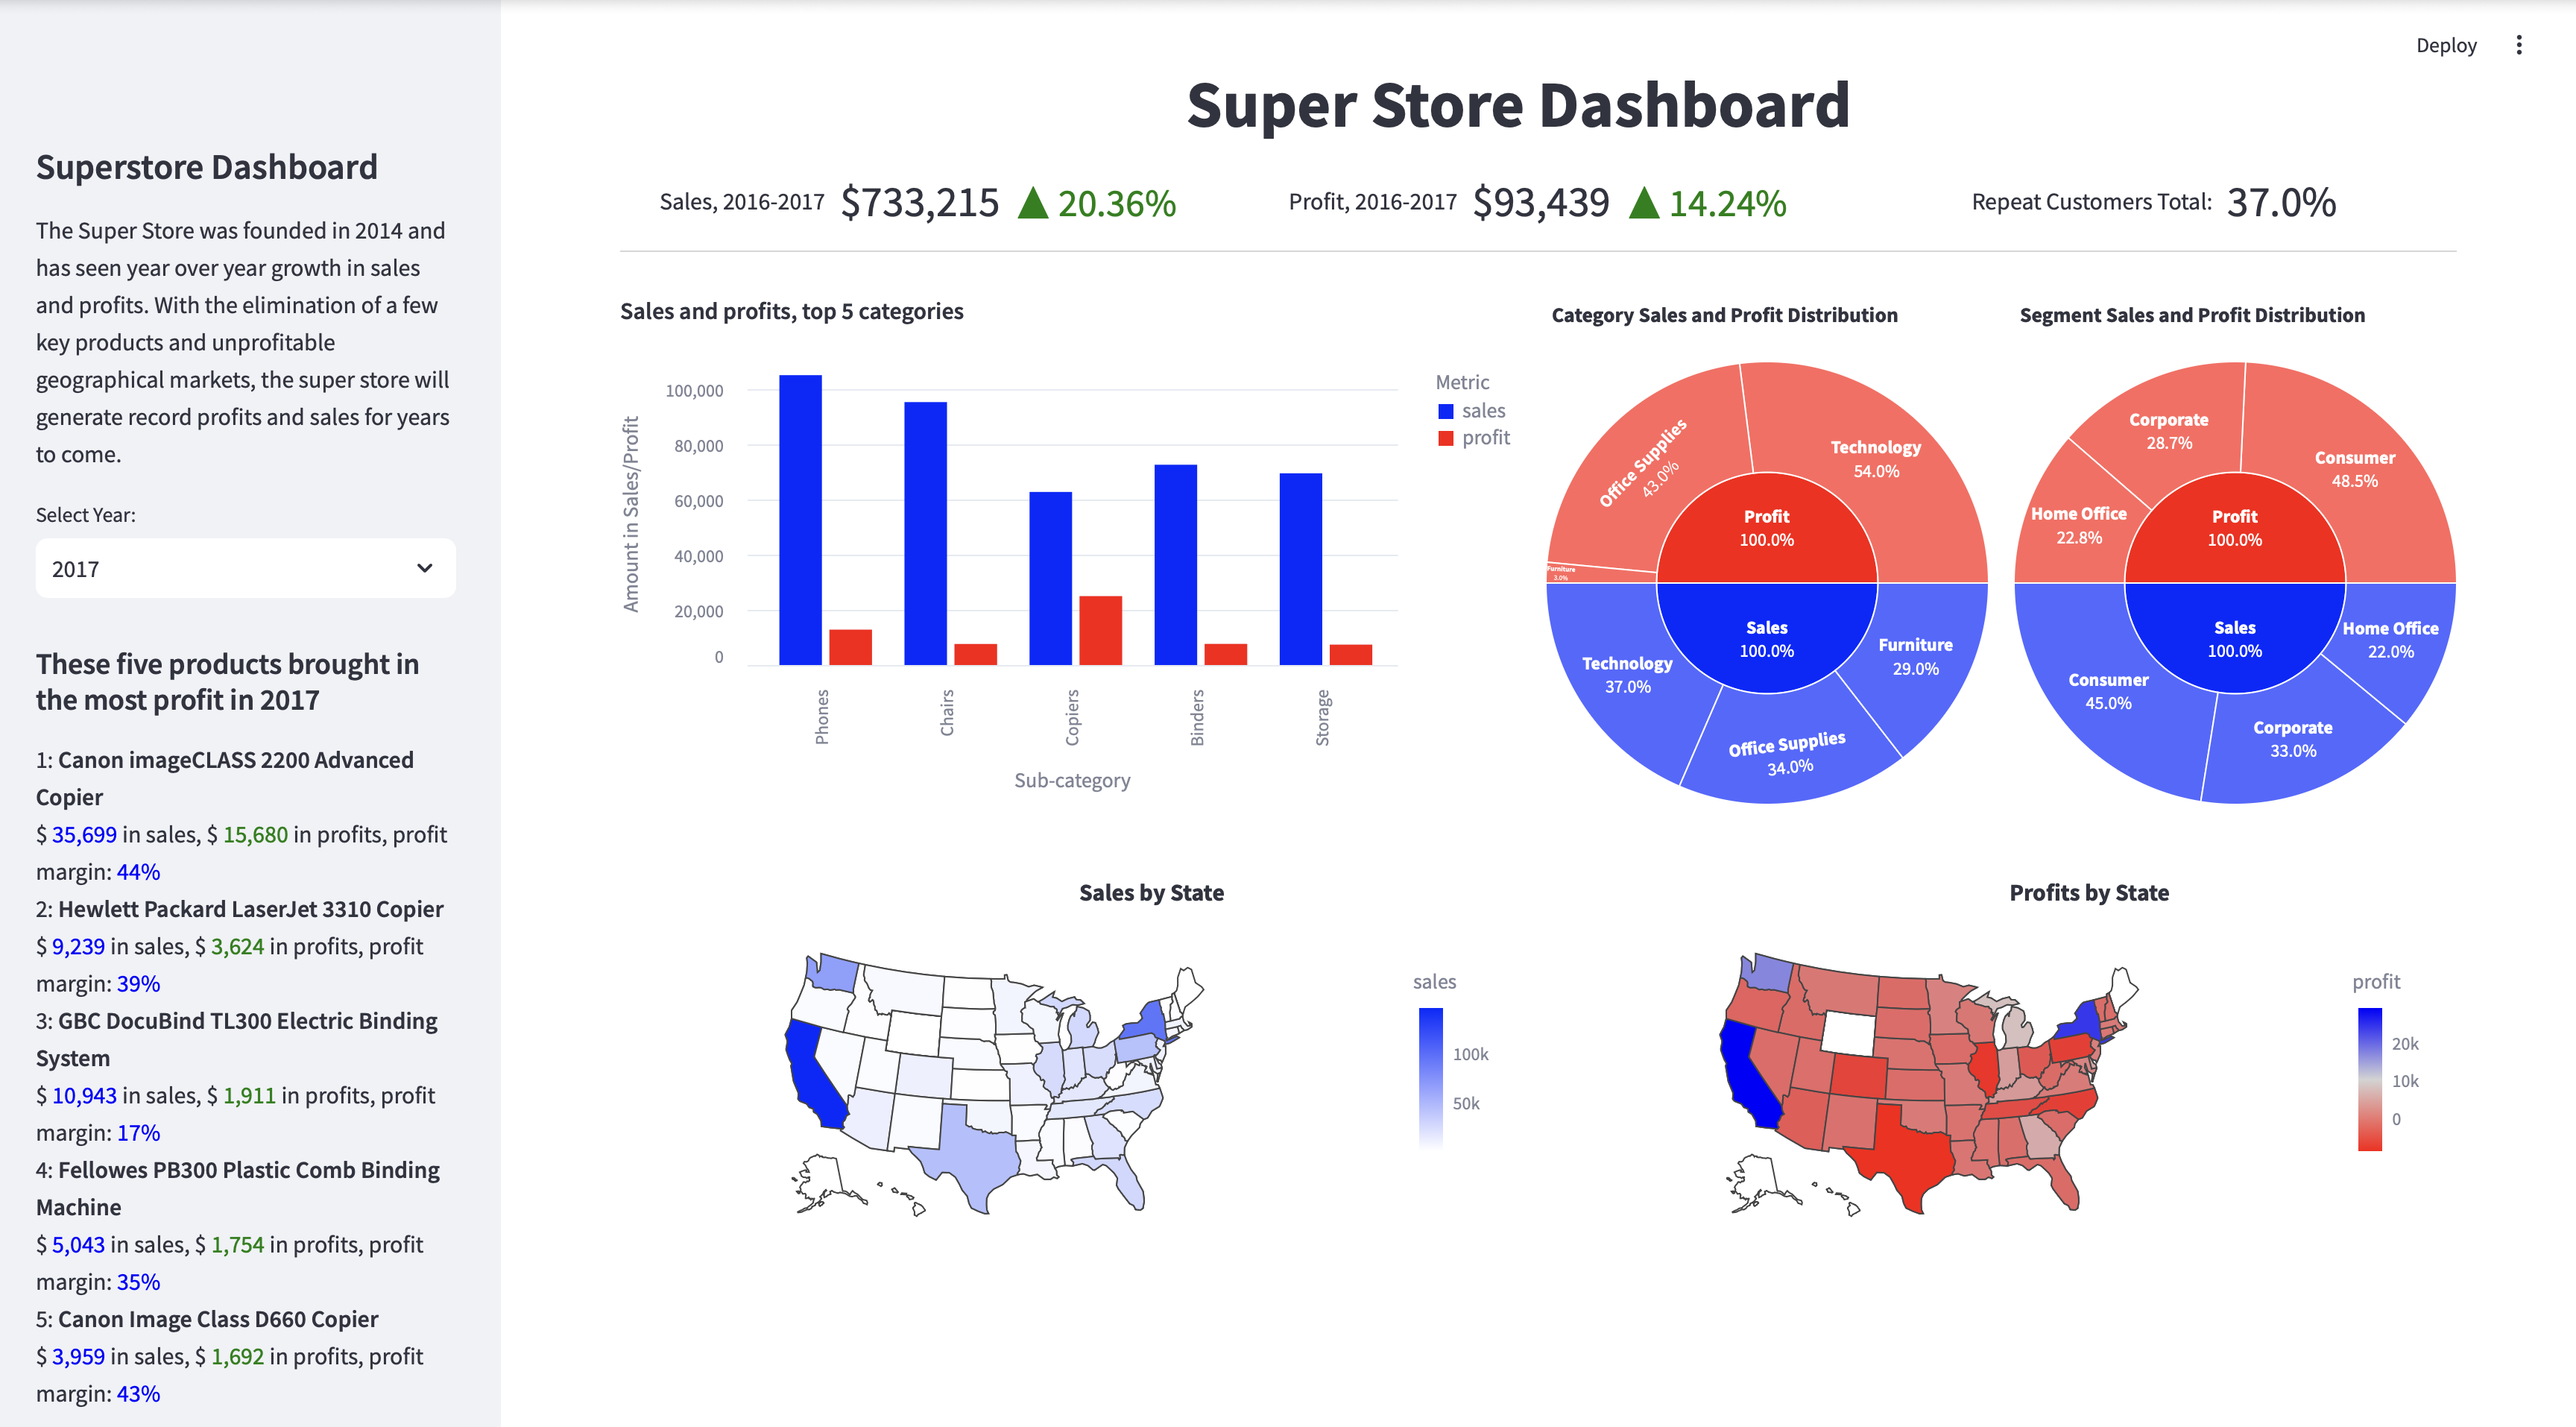 Deploy
Super Store Dashboard
Superstore Dashboard
The Super Store was founded in 2014 and
has seen year over year growth in sales
and profits. With the elimination of a few
key products and unprofitable
geographical markets, the super store will
generate record profits and sales for years
to come.
Select Year:
2017
These five products brought in
the most profit in 2017
1: Canon imageCLASS 2200 Advanced
Copier
$ 35,699 in sales, $ 15,680 in profits, profit
margin: 44%
2: Hewlett Packard LaserJet 3310 Copier
$ 9,239 in sales, $ 3,624 in profits, profit
margin: 39%
3: GBC DocuBind TL300 Electric Binding
System
$ 10,943 in sales, $ 1,911 in profits, profit
margin: 17%
4: Fellowes PB300 Plastic Comb Binding
Machine
$ 5,043 in sales, $ 1,754 in profits, profit
margin: 35%
5: Canon Image Class D660 Copier
$ 3,959 in sales, $ 1,692 in profits, profit
margin: 43%
Sales, 2016-2017 $733,215 ▲ 20.36%
Profit, 2016-2017 $93,439 ▲ 14.24%
Repeat Customers Total: 37.0%
Sales and profits, top 5 categories
Amount in Sales/Profit
100,000
80,000
60,000
40,000
20,000
0
Phones
Chairs
Copiers
Binders
Storage
Sub-category
Metric
sales
profit
Category Sales and Profit Distribution
Office Supplies
43.0%
Technology
54.0%
Furniture
3.0%
Profit
100.0%
Sales
100.0%
Technology
37.0%
Furniture
29.0%
Office Supplies
34.0%
Segment Sales and Profit Distribution
Corporate
28.7%
Consumer
48.5%
Home Office
22.8%
Profit
100.0%
Sales
100.0%
Home Office
22.0%
Consumer
45.0%
Corporate
33.0%
Sales by State
sales
100k
50k
Profits by State
profit
20k
10k
0